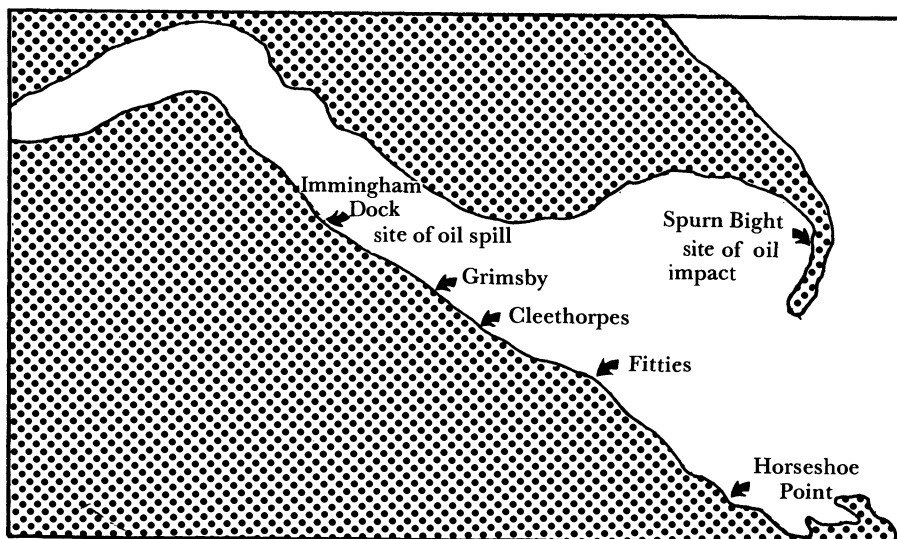 Immingham
Dock
site of oil spill
Spurn Bight
site of oil
impact
Grimsby
Cleethorpes
Fitties
Horseshoe
Point